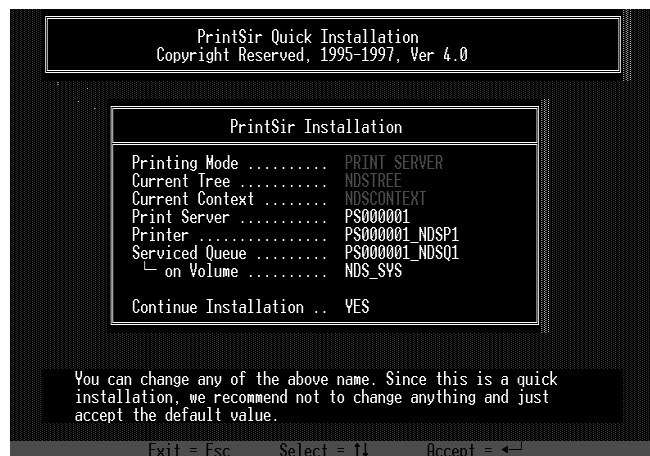 PrintSir Quick Installation
Copyright Reserved, 1995-1997, Ver 4.0
PrintSir Installation
Printing Mode .......... PRINT SERVER
Current Tree ........... NDSTREE
Current Context ........ NDSCONTEXT
Print Server ........... PS000001
Printer ................ PS000001_NDSP1
Serviced Queue ......... PS000001_NDSQ1
└─ on Volume .......... NDS_SYS
Continue Installation .. YES
You can change any of the above name. Since this is a quick
installation, we recommend not to change anything and just
accept the default value.
Exit = Esc Select = ↑↓ Accept = ◄─┘